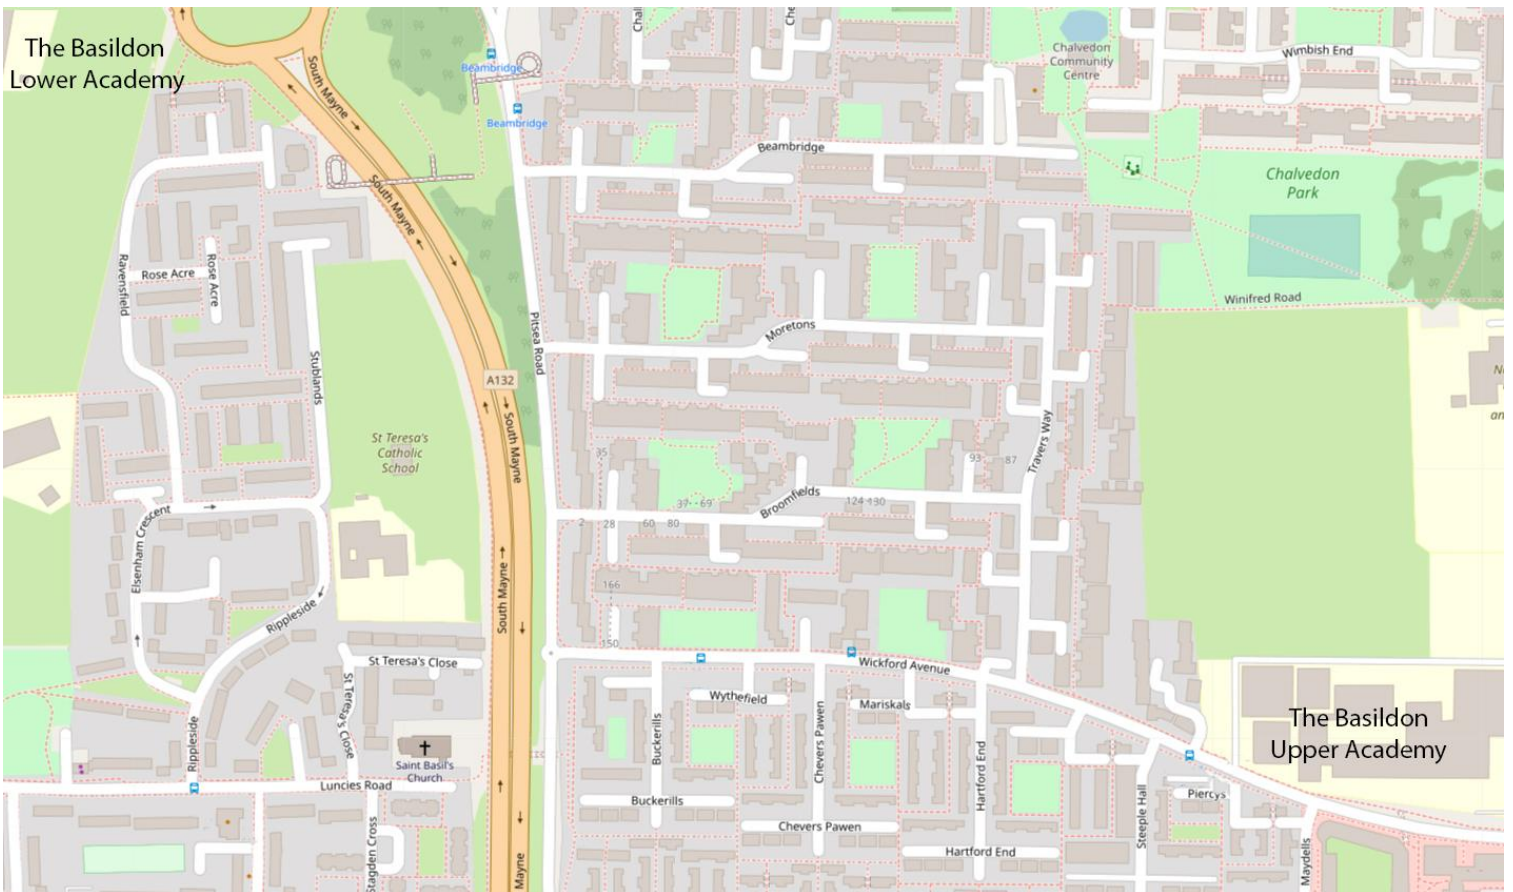 The Basildon
Lower Academy
South Mayne
Beambridge
Beambridge
Chalvedon
Community
Centre
Wimbish End
Beambridge
Chalvedon
Park
South Mayne
Ravensfield
Rose Acre
Rose Acre
Winifred Road
Pitsea Road
Moretons
Stublands
A132
South Mayne
Travers Way
St Teresa's
Catholic
School
35
93
87
37
69
Broomfields
124
130
2
28
60
80
Elsenham Crescent
South Mayne
166
150
Rippleside
St Teresa's Close
St Teresa's Close
Wickford Avenue
Wythefield
Mariskals
Rippleside
Buckerills
Chevers Pawen
Hartford End
The Basildon
Upper Academy
Saint Basil's
Church
Luncies Road
Buckerills
Piercys
Steeple Hall
Chevers Pawen
Hartford End
Stagden Cross
Mayne
Maydells